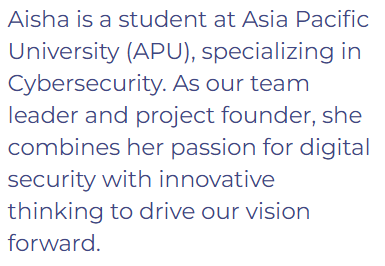 Aisha is a student at Asia Pacific
University (APU), specializing in
Cybersecurity. As our team
leader and project founder, she
combines her passion for digital
security with innovative
thinking to drive our vision
forward.